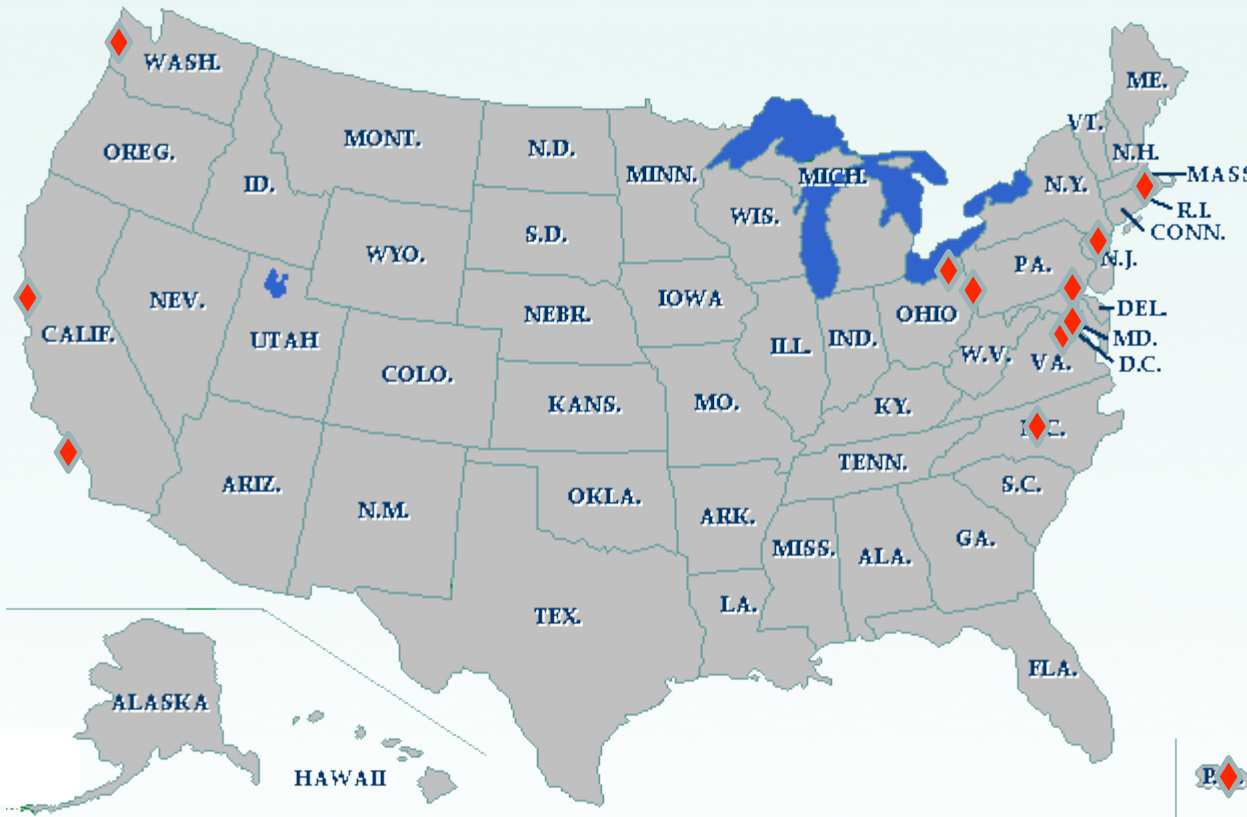 WASH.
ME.
MONT.
VT.
OREG.
N.D.
N.H.
MINN.
MICH.
ID.
N.Y.
MASS
WIS.
R.I.
S.D.
CONN.
WYO.
PA.
N.J.
NEV.
IOWA
NEBR.
OHIO
DEL.
CALIF.
UTAH
IND.
MD.
ILL.
W.V.
VA.
D.C.
COLO.
KANS.
MO.
KY.
TENN.
ARIZ.
S.C.
OKLA.
N.M.
ARK.
GA.
MISS.
ALA.
LA.
TEX.
FLA.
ALASKA
HAWAII